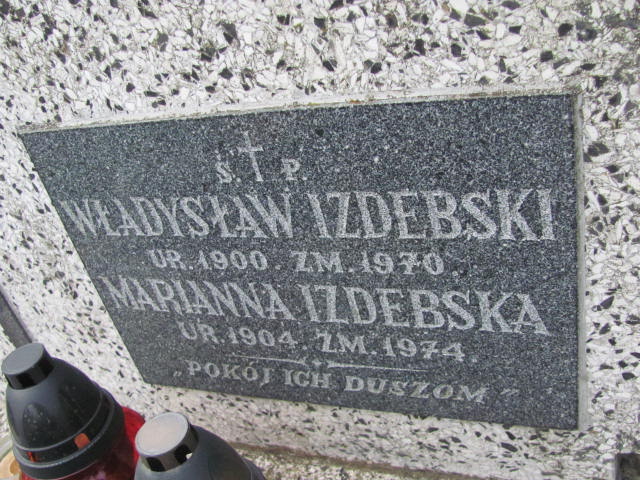 Ś. P.
WŁADYSŁAW IZDEBSKI
UR. 1900. ZM. 1970.
MARIANNA IZDEBSKA
UR. 1904. ZM. 1974.
„POKÓJ ICH DUSZOM"